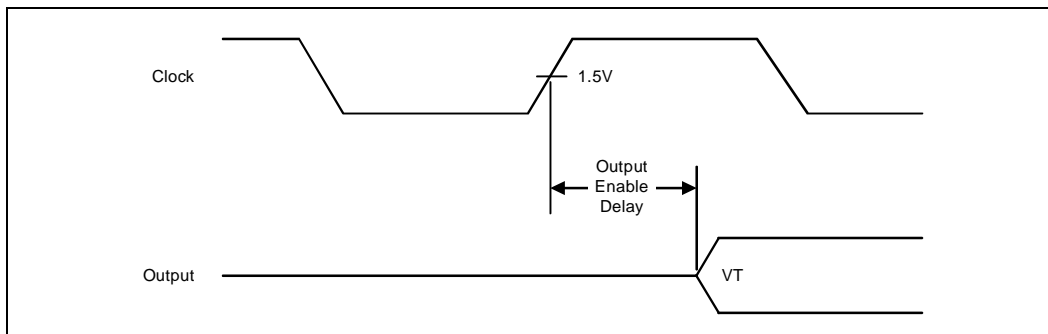 Clock
1.5V
Output
Enable
Delay
Output
VT